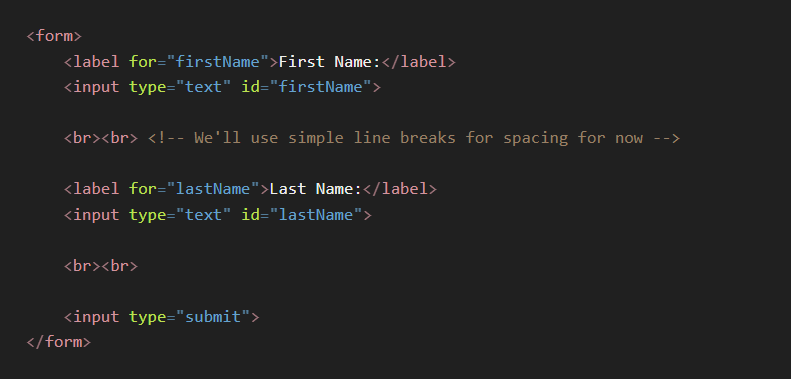 <form>
    <label for="firstName">First Name:</label>
    <input type="text" id="firstName">

    <br><br> <!-- We'll use simple line breaks for spacing for now -->

    <label for="lastName">Last Name:</label>
    <input type="text" id="lastName">

    <br><br>

    <input type="submit">
</form>